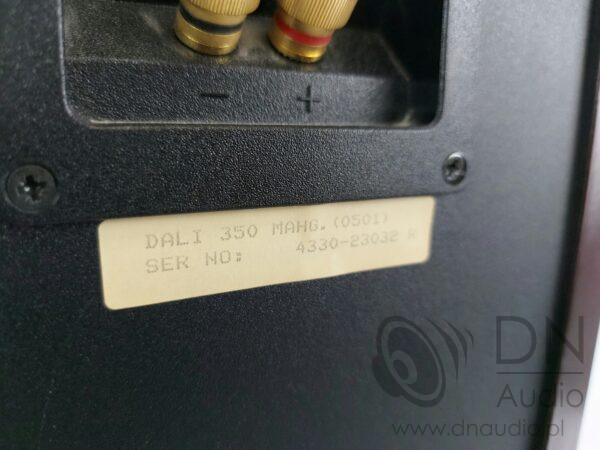 - +
DALI 350 MAHG.(0501)
SER NO: 4330-23032 R
DN
Audio
www.dnaudio.pl